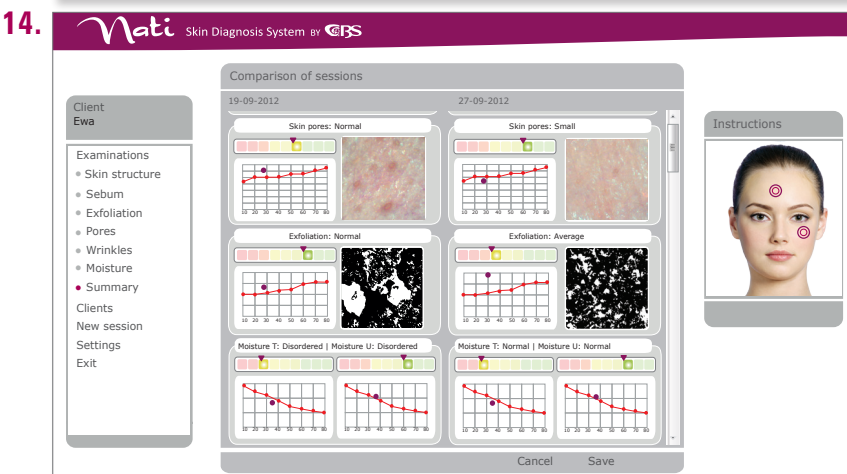 14.
Nati Skin Diagnosis System BY CBS
Comparison of sessions
19-09-2012 27-09-2012
Client
Ewa
Examinations
Skin structure
Sebum
Exfoliation
Pores
Wrinkles
Moisture
Summary
Clients
New session
Settings
Exit
Skin pores: Normal
10 20 30 40 50 60 70 80
Skin pores: Small
10 20 30 40 50 60 70 80
Exfoliation: Normal
10 20 30 40 50 60 70 80
Exfoliation: Average
10 20 30 40 50 60 70 80
Moisture T: Disordered | Moisture U: Disordered
10 20 30 40 50 60 70 80
10 20 30 40 50 60 70 80
Moisture T: Normal | Moisture U: Normal
10 20 30 40 50 60 70 80
10 20 30 40 50 60 70 80
Instructions
Cancel Save